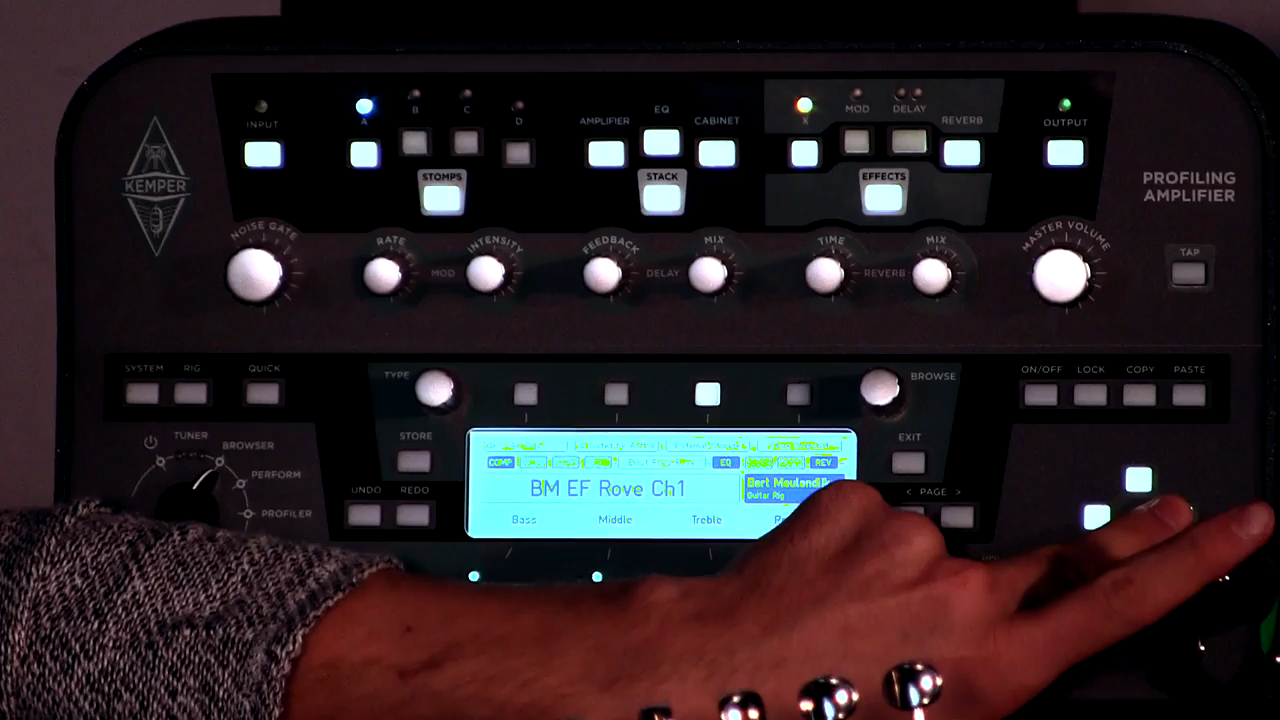 INPUT
A
B
C
D
AMPLIFIER
EQ
CABINET
X
MOD
DELAY
REVERB
OUTPUT
STOMPS
STACK
EFFECTS
KEMPER
PROFILING
AMPLIFIER
NOISE GATE
RATE
MOD
INTENSITY
FEEDBACK
DELAY
MIX
TIME
REVERB
MIX
MASTER VOLUME
TAP
SYSTEM
RIG
QUICK
TYPE
BROWSE
ON/OFF
LOCK
COPY
PASTE
TUNER
BROWSER
PERFORM
PROFILER
STORE
EXIT
UNDO
REDO
< PAGE >
EQ
REV
BM EF Rove Ch1
Guitar Rig
Bass
Middle
Treble